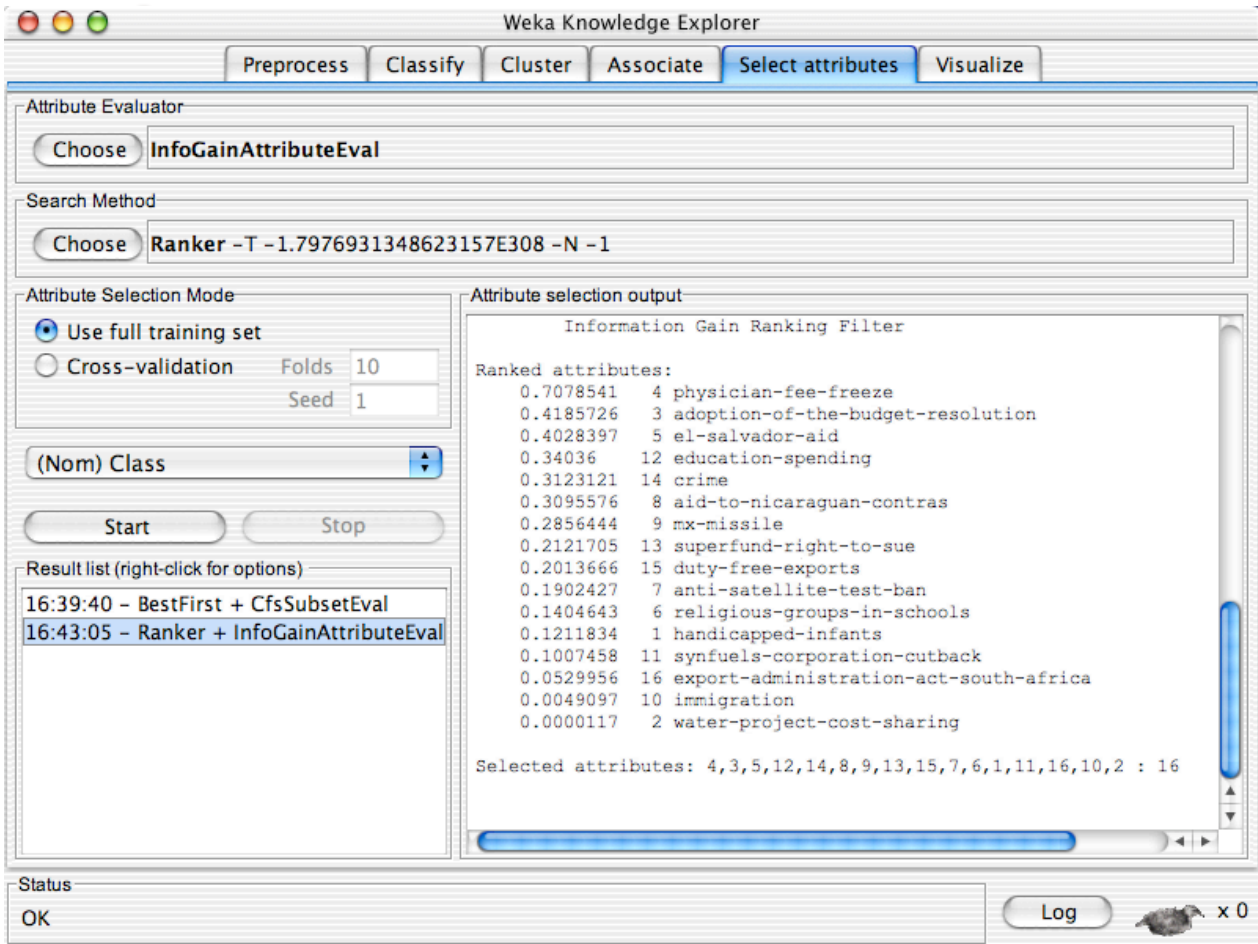 Weka Knowledge Explorer
Preprocess Classify Cluster Associate Select attributes Visualize
Attribute Evaluator
Choose InfoGainAttributeEval
Search Method
Choose Ranker -T -1.7976931348623157E308 -N -1
Attribute Selection Mode
Use full training set
Cross-validation Folds 10
Seed 1
(Nom) Class
Start Stop
Result list (right-click for options)
16:39:40 - BestFirst + CfsSubsetEval
16:43:05 - Ranker + InfoGainAttributeEval
Attribute selection output
Information Gain Ranking Filter
Ranked attributes:
0.7078541 4 physician-fee-freeze
0.4185726 3 adoption-of-the-budget-resolution
0.4028397 5 el-salvador-aid
0.34036 12 education-spending
0.3123121 14 crime
0.3095576 8 aid-to-nicaraguan-contras
0.2856444 9 mx-missile
0.2121705 13 superfund-right-to-sue
0.2013666 15 duty-free-exports
0.1902427 7 anti-satellite-test-ban
0.1404643 6 religious-groups-in-schools
0.1211834 1 handicapped-infants
0.1007458 11 synfuels-corporation-cutback
0.0529956 16 export-administration-act-south-africa
0.0049097 10 immigration
0.0000117 2 water-project-cost-sharing
Selected attributes: 4,3,5,12,14,8,9,13,15,7,6,1,11,16,10,2 : 16
Status
OK
Log x 0